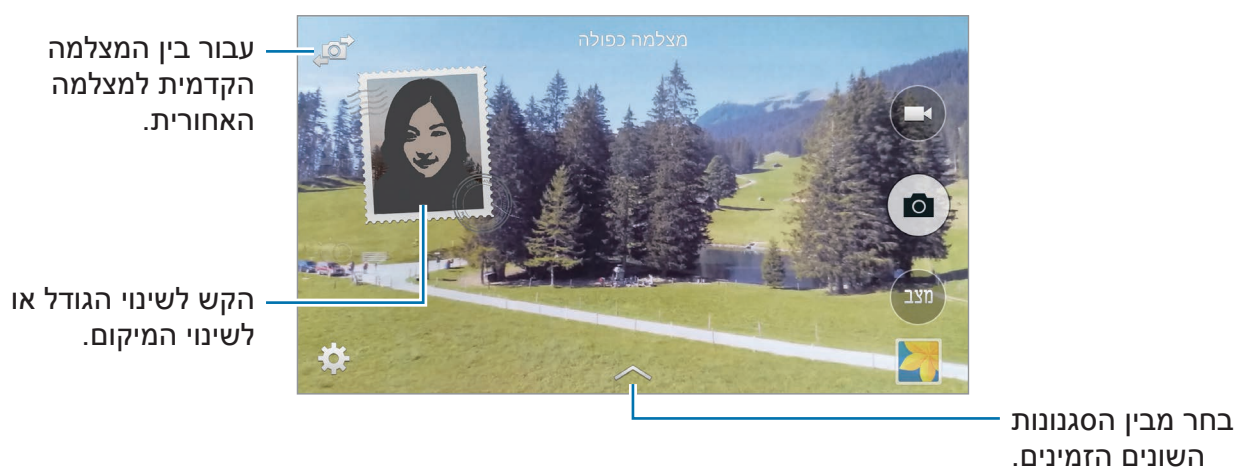 עבור בין המצלמה
הקדמית למצלמה
האחורית.
מצלמה כפולה
הקש לשינוי הגודל או
לשינוי המיקום.
מצב
בחר מבין הסגנונות
השונים הזמינים.